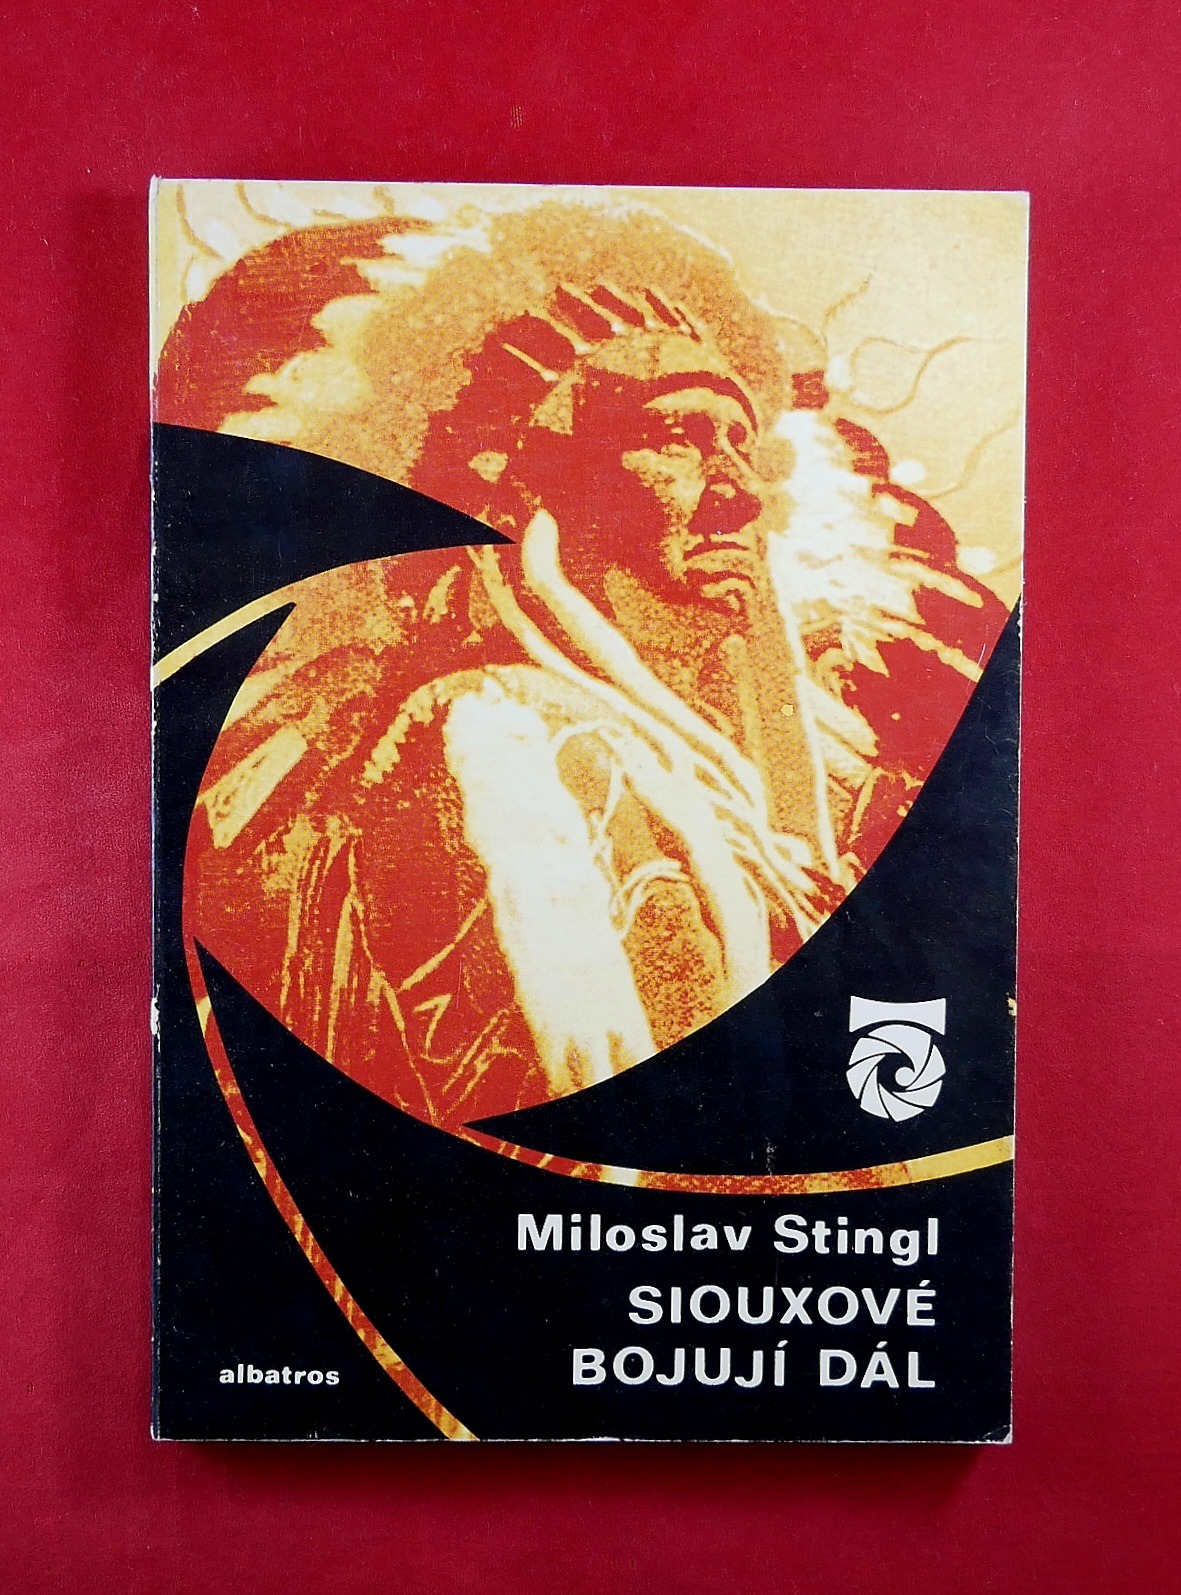 Miloslav Stingl
SIOUXOVÉ
BOJUJÍ DÁL
albatros